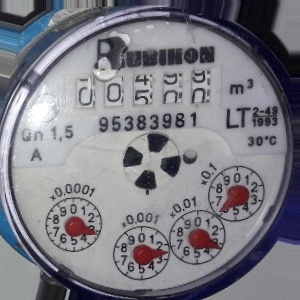 RUBIKON
m³
Qn 1,5
95383981
LT 2-49
1993
A
30°C
x0,0001
x0,1
x0,001
x0,01